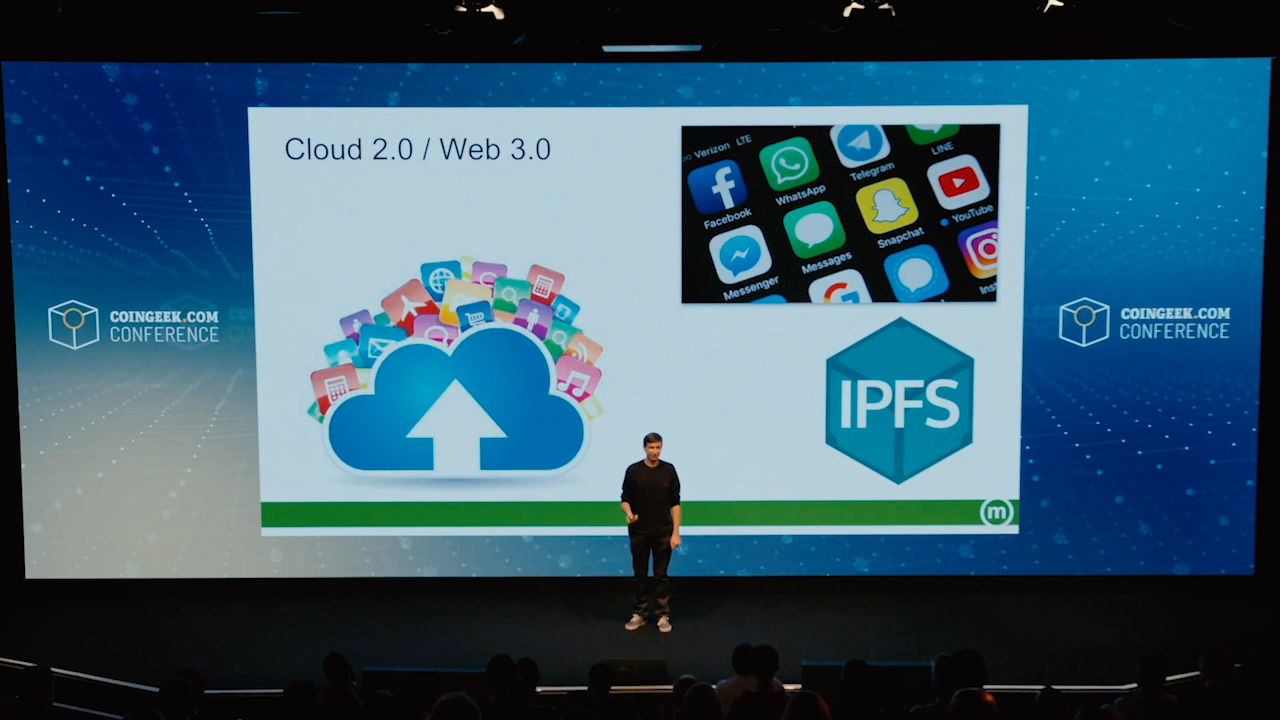 Cloud 2.0 / Web 3.0
Verizon LTE
Facebook
WhatsApp
Telegram
LINE
Messenger
Messages
Snapchat
YouTube
IPFS
COINGEEK.COM
CONFERENCE
COINGEEK.COM
CONFERENCE
m